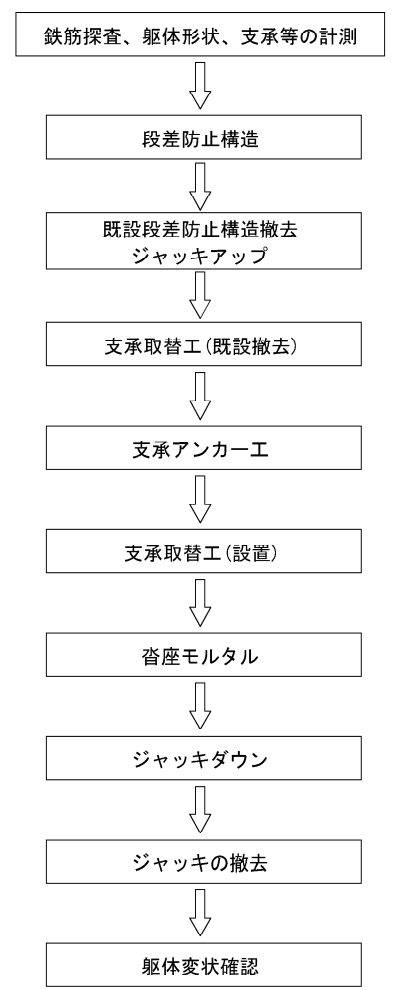 鉄筋探査、躯体形状、支承等の計測
段差防止構造
既設段差防止構造撤去
ジャッキアップ
支承取替工(既設撤去)
支承アンカー工
支承取替工(設置)
沓座モルタル
ジャッキダウン
ジャッキの撤去
躯体変状確認